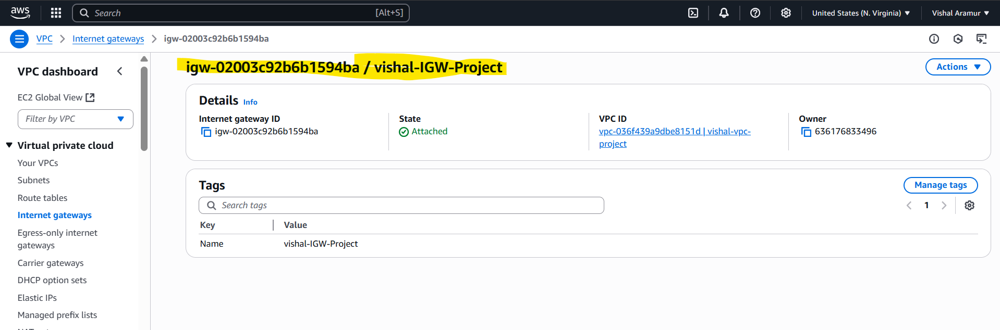 aws
Search [Alt+S]
United States (N. Virginia)
Vishal Aramur
VPC
Internet gateways
igw-02003c92b6b1594ba
VPC dashboard
EC2 Global View
Filter by VPC
Virtual private cloud
Your VPCs
Subnets
Route tables
Internet gateways
Egress-only internet
gateways
Carrier gateways
DHCP option sets
Elastic IPs
Managed prefix lists
igw-02003c92b6b1594ba / vishal-IGW-Project
Actions
Details Info
Internet gateway ID
igw-02003c92b6b1594ba
State
Attached
VPC ID
vpc-036f439a9dbe8151d | vishal-vpc-
project
Owner
636176833496
Tags
Manage tags
Search tags
1
Key Value
Name vishal-IGW-Project